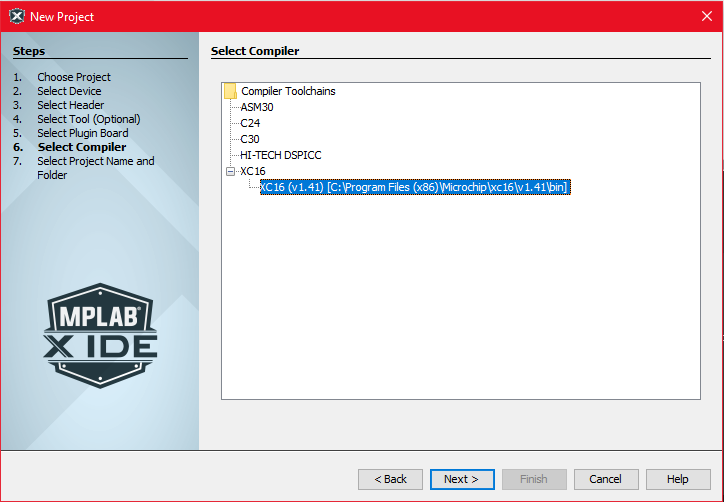 New Project
Steps
1. Choose Project
2. Select Device
3. Select Header
4. Select Tool (Optional)
5. Select Plugin Board
6. Select Compiler
7. Select Project Name and
Folder
MPLAB®
X IDE
Select Compiler
Compiler Toolchains
ASM30
C24
C30
HI-TECH DSPICC
XC16
XC16 (v1.41) [C:\Program Files (x86)\Microchip\xc16\v1.41\bin]
< Back
Next >
Finish
Cancel
Help